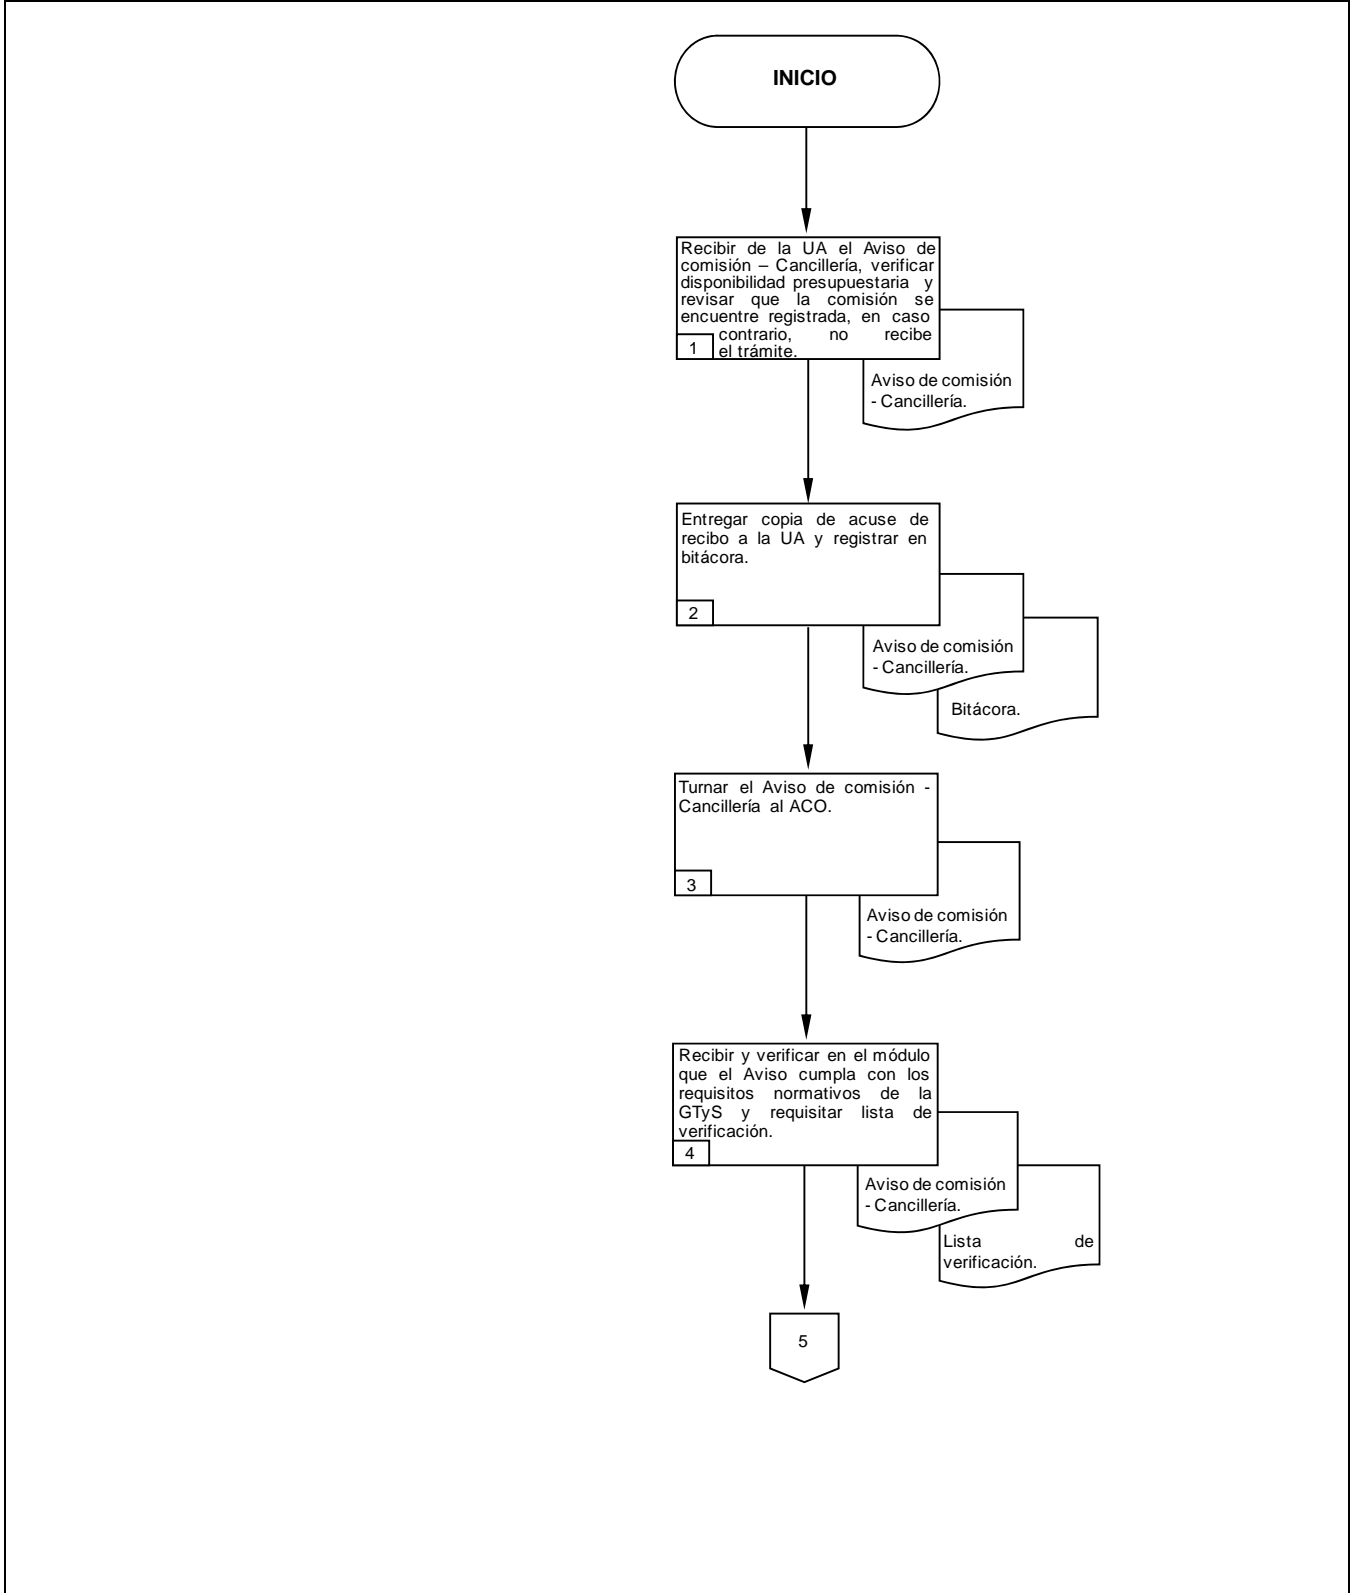 INICIO
Recibir de la UA el Aviso de
comisión – Cancillería, verificar
disponibilidad presupuestaria y
revisar que la comisión se
encuentre registrada, en caso
contrario, no recibe
el trámite.
1
Aviso de comisión
- Cancillería.
Entregar copia de acuse de
recibo a la UA y registrar en
bitácora.
2
Aviso de comisión
- Cancillería.
Bitácora.
Turnar el Aviso de comisión -
Cancillería al ACO.
3
Aviso de comisión
- Cancillería.
Recibir y verificar en el módulo
que el Aviso cumpla con los
requisitos normativos de la
GTyS y requisitar lista de
verificación.
4
Aviso de comisión
- Cancillería.
Lista de
verificación.
5